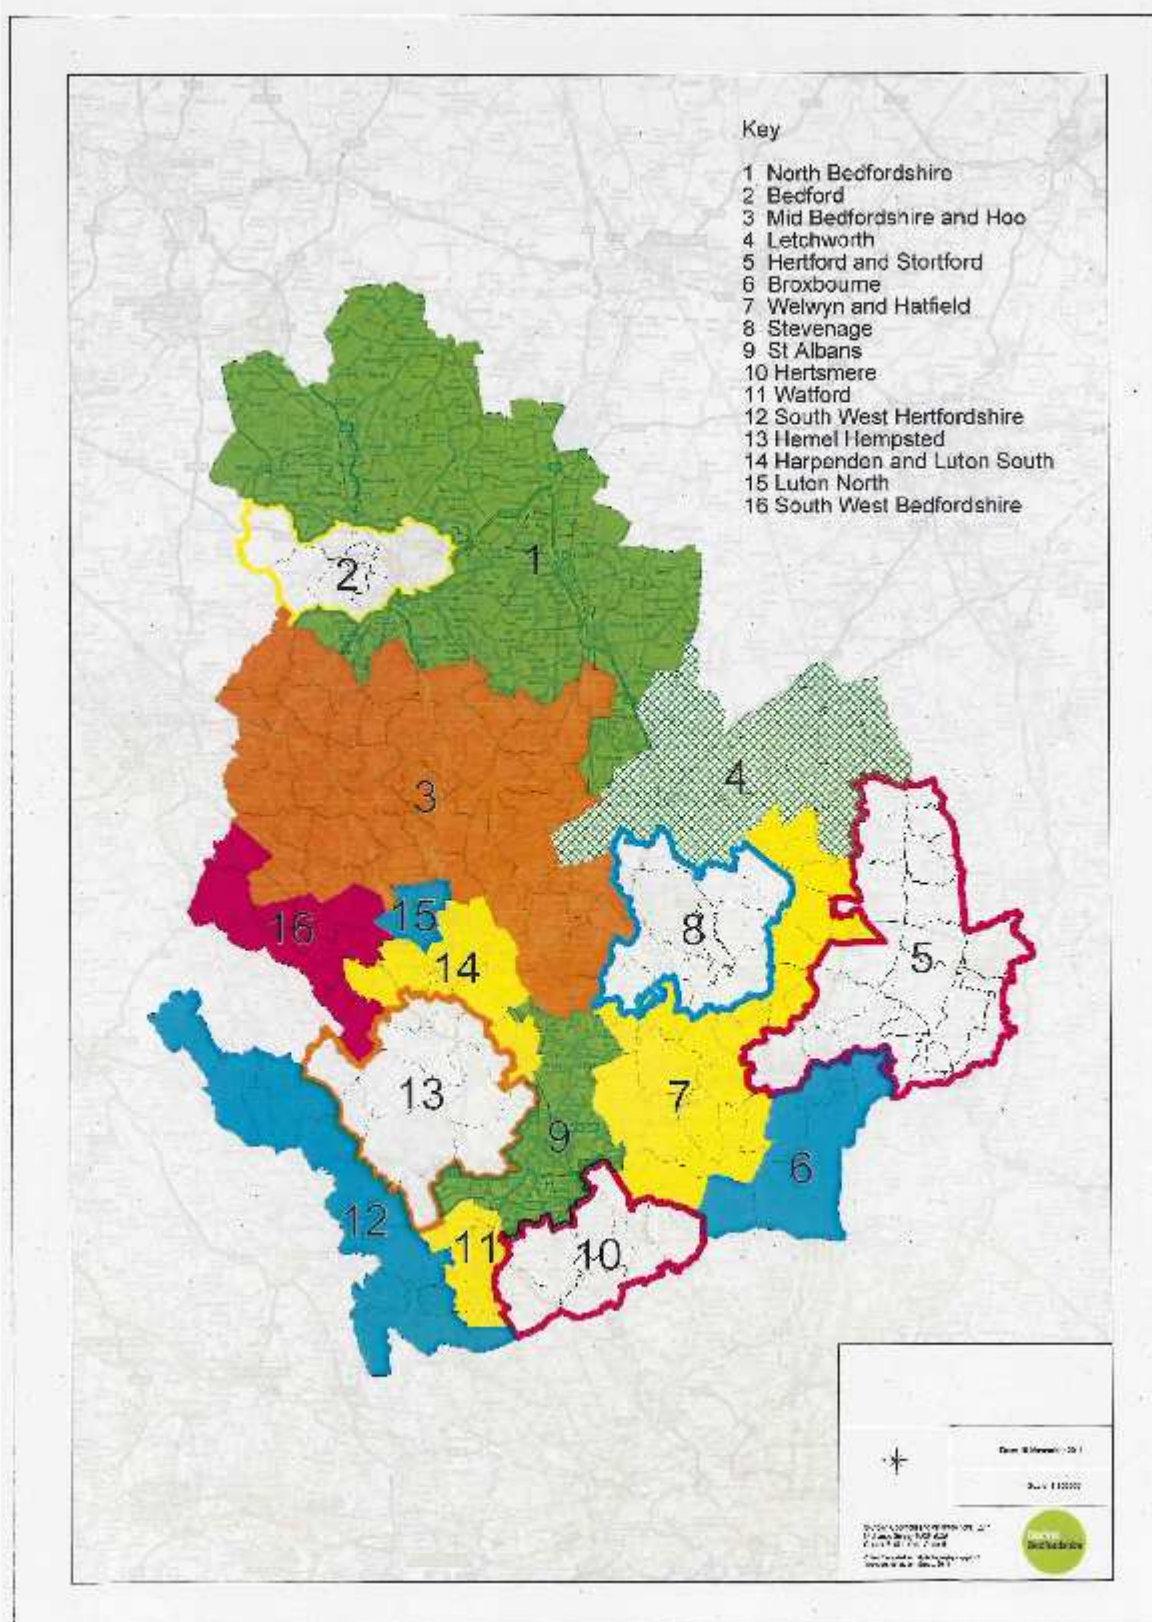 Key
1 North Bedfordshire
2 Bedford
3 Mid Bedfordshire and Hoo
4 Letchworth
5 Hertford and Stortford
6 Broxbourne
7 Welwyn and Hatfield
8 Stevenage
9 St Albans
10 Hertsmere
11 Watford
12 South West Hertfordshire
13 Hemel Hempsted
14 Harpenden and Luton South
15 Luton North
16 South West Bedfordshire
1
2
3
4
5
6
7
8
9
10
11
12
13
14
15
16
Bedfordshire